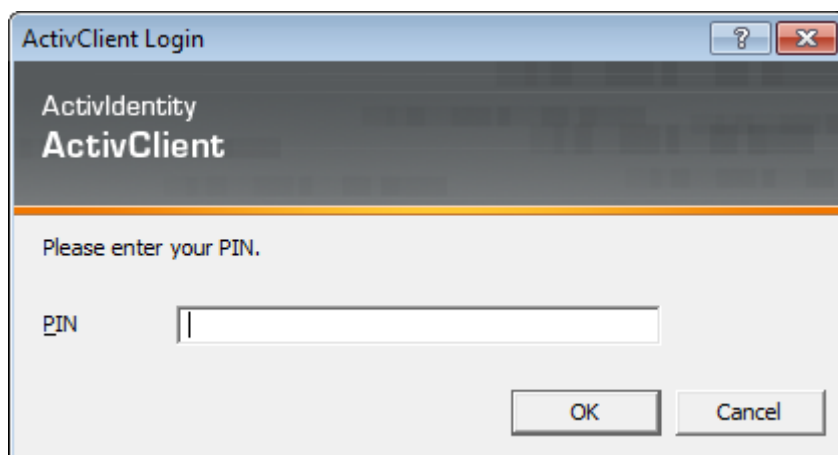 ActivClient Login
ActivIdentity
ActivClient
Please enter your PIN.
PIN
OK Cancel